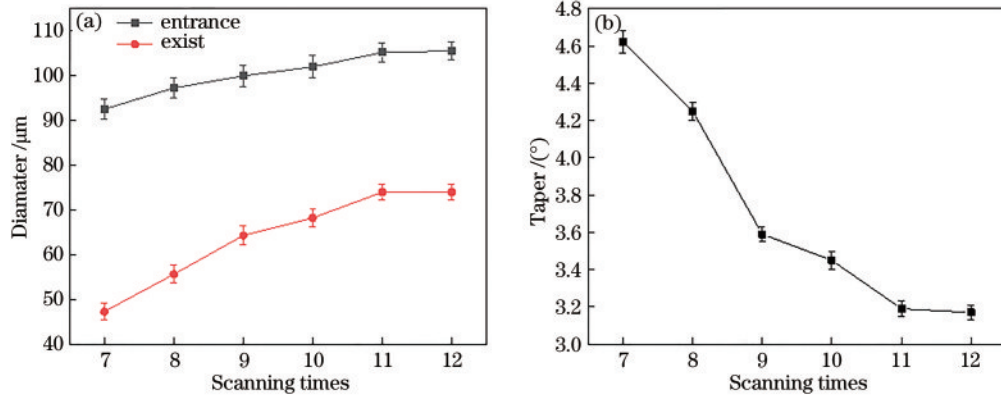 (a)
entrance
exist
110
100
90
80
70
60
50
40
Diamater /μm
7 8 9 10 11 12
Scanning times
(b)
4.8
4.6
4.4
4.2
4.0
3.8
3.6
3.4
3.2
3.0
Taper /(°)
7 8 9 10 11 12
Scanning times